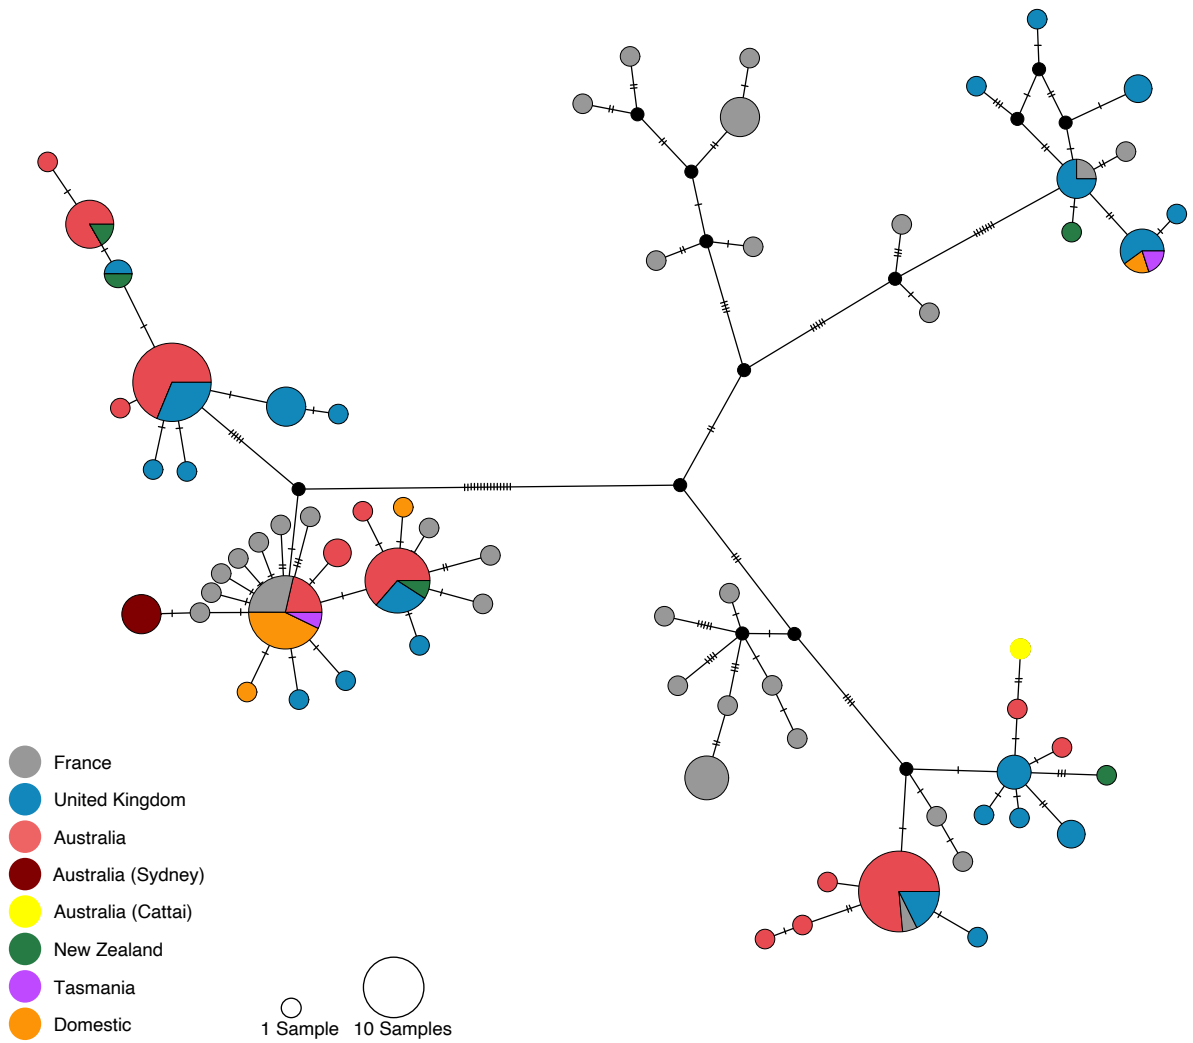 France
United Kingdom
Australia
Australia (Sydney)
Australia (Cattai)
New Zealand
Tasmania
Domestic
1 Sample
10 Samples